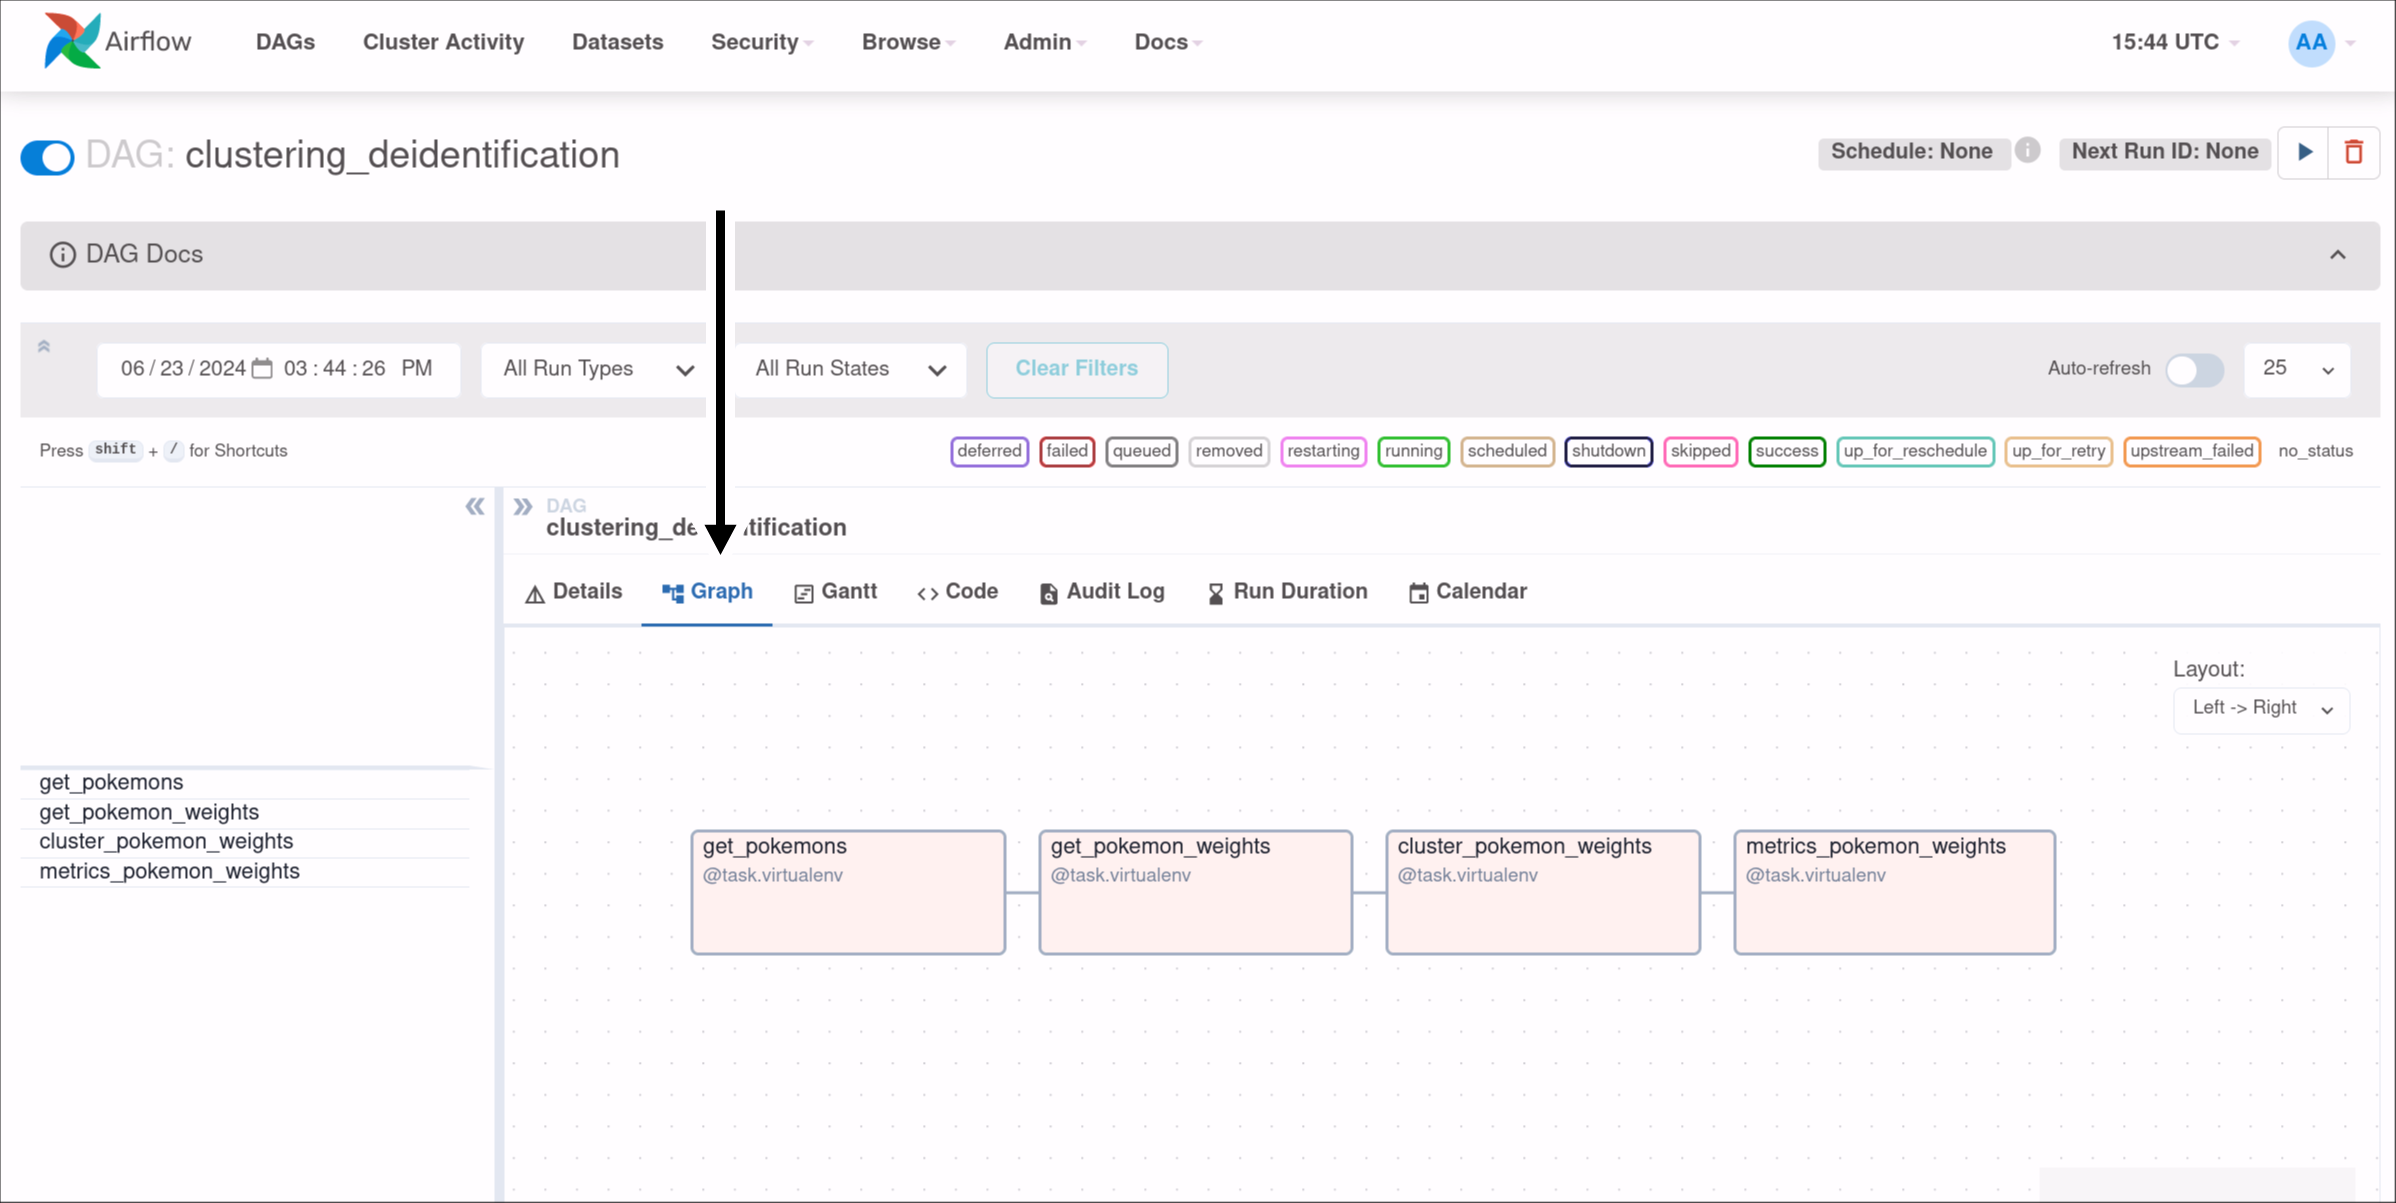 Airflow DAGs Cluster Activity Datasets Security Browse Admin Docs 15:44 UTC AA
DAG: clustering_deidentification Schedule: None Next Run ID: None
DAG Docs
06 / 23 / 2024 03 : 44 : 26 PM All Run Types All Run States Clear Filters Auto-refresh 25
Press shift + / for Shortcuts deferred failed queued removed restarting running scheduled shutdown skipped success up_for_reschedule up_for_retry upstream_failed no_status
DAG
clustering_de tification
Details Graph Gantt Code Audit Log Run Duration Calendar
Layout:
Left -> Right
get_pokemons
get_pokemon_weights
cluster_pokemon_weights
metrics_pokemon_weights
get_pokemons
@task.virtualenv
get_pokemon_weights
@task.virtualenv
cluster_pokemon_weights
@task.virtualenv
metrics_pokemon_weights
@task.virtualenv